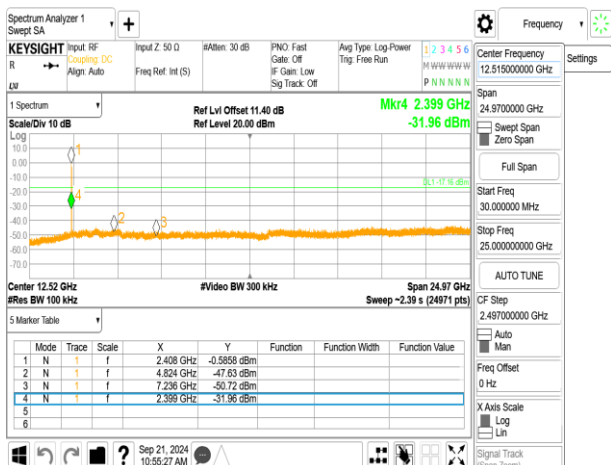 Spectrum Analyzer 1
Swept SA
Frequency
KEYSIGHT Input: RF Input Z: 50 Ω #Atten: 30 dB PNO: Fast Avg Type: Log-Power 1 2 3 4 5 6
R Coupling: DC Gate: Off Trig: Free Run M W W W W W
Align: Auto Freq Ref: Int (S) IF Gain: Low
Sig Track: Off P N N N N N
LXI
Center Frequency
12.515000000 GHz
Settings
Span
24.9700000 GHz
Swept Span
Zero Span
Full Span
Start Freq
30.000000 MHz
Stop Freq
25.000000000 GHz
AUTO TUNE
CF Step
2.497000000 GHz
Auto
Man
Freq Offset
0 Hz
X Axis Scale
Log
Lin
Signal Track
(Span Zoom)
1 Spectrum
Ref Lvl Offset 11.40 dB Mkr4 2.399 GHz
Scale/Div 10 dB Ref Level 20.00 dBm -31.96 dBm
Log
10.0
0.00
-10.0
-20.0
-30.0
-40.0
-50.0
-60.0
-70.0
1
4
2
3
DL1 -17.16 dBm
Center 12.52 GHz #Video BW 300 kHz Span 24.97 GHz
#Res BW 100 kHz Sweep ~2.39 s (24971 pts)
5 Marker Table
Mode Trace Scale X Y Function Function Width Function Value
1 N 1 f 2.408 GHz -0.5858 dBm
2 N 1 f 4.824 GHz -47.63 dBm
3 N 1 f 7.236 GHz -50.72 dBm
4 N 1 f 2.399 GHz -31.96 dBm
5
6
? Sep 21, 2024
10:55:27 AM